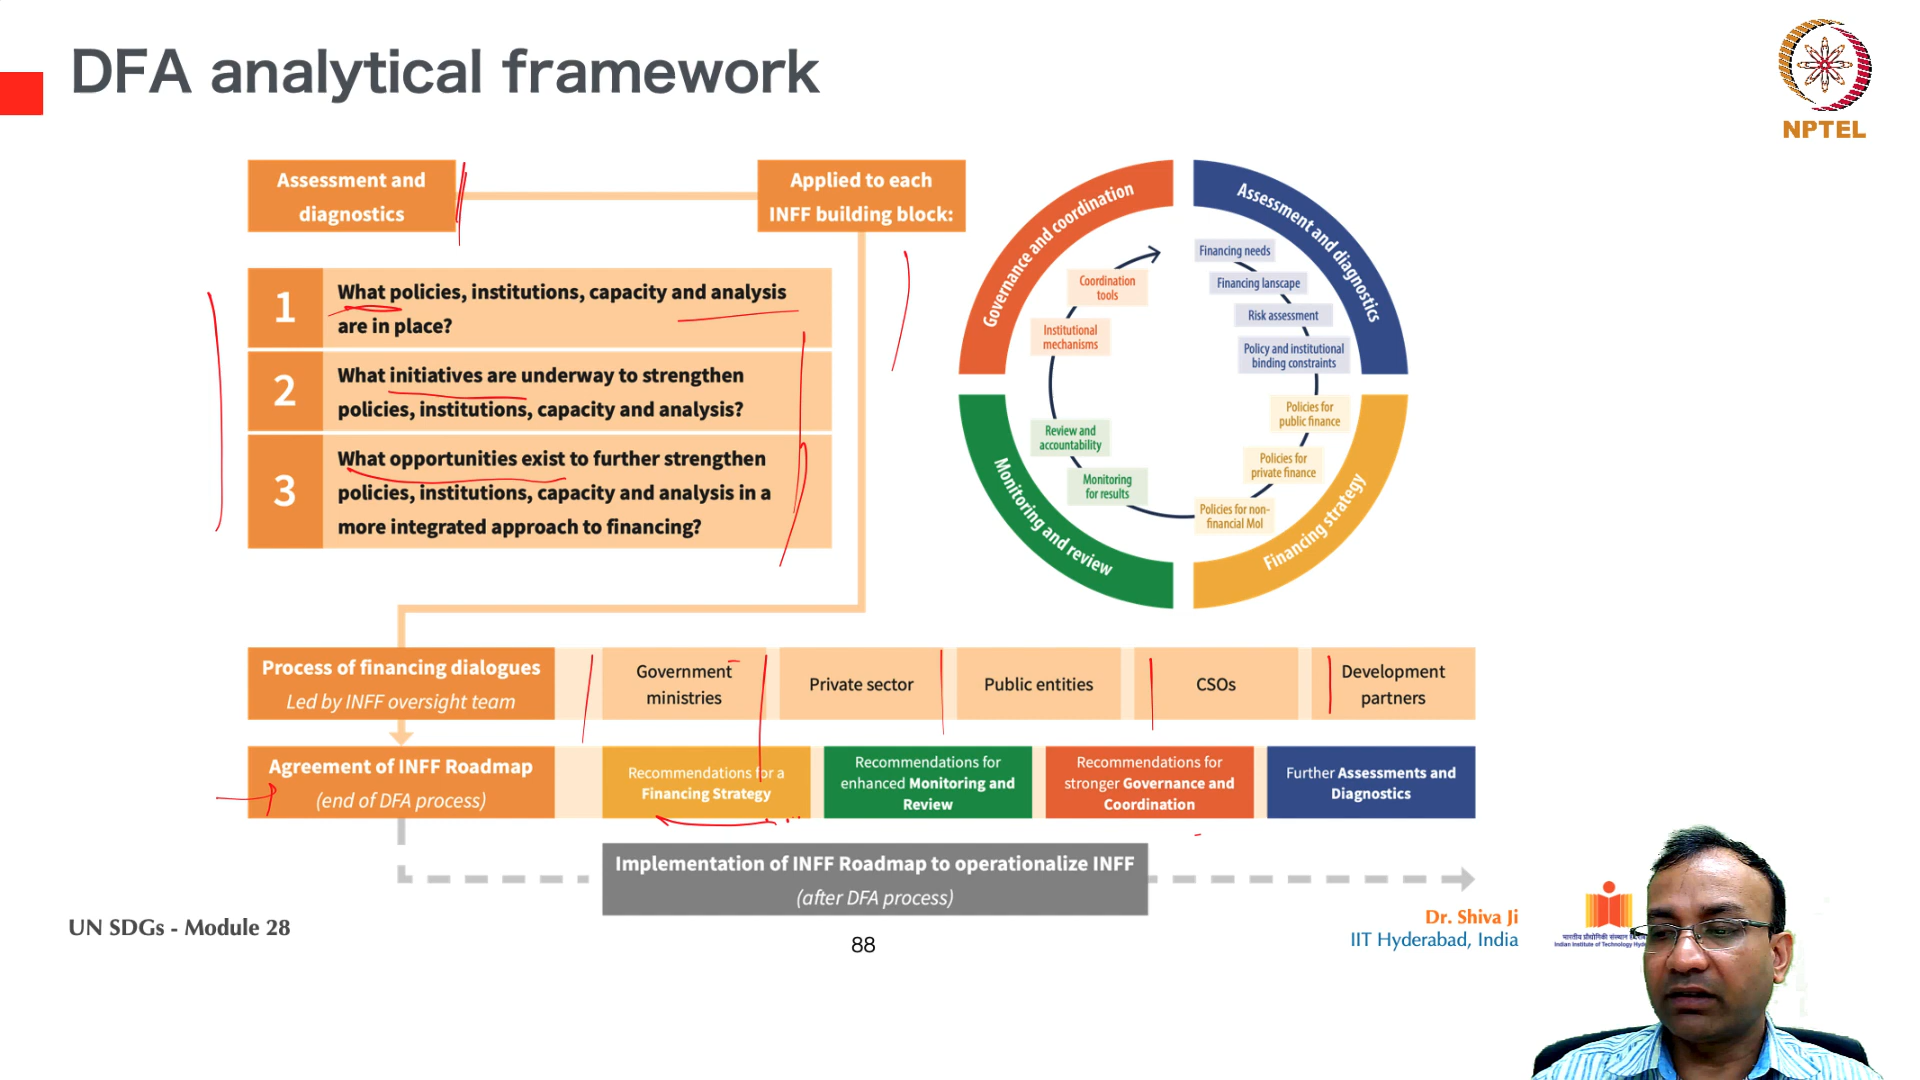 DFA analytical framework
NPTEL
Assessment and
diagnostics
Applied to each
INFF building block:
1
What policies, institutions, capacity and analysis
are in place?
2
What initiatives are underway to strengthen
policies, institutions, capacity and analysis?
3
What opportunities exist to further strengthen
policies, institutions, capacity and analysis in a
more integrated approach to financing?
Governance and coordination
Assessment and diagnostics
Financing strategy
Monitoring and review
Financing needs
Financing lanscape
Risk assessment
Policy and institutional
binding constraints
Policies for
public finance
Policies for
private finance
Policies for non-
financial MoI
Monitoring
for results
Review and
accountability
Institutional
mechanisms
Coordination
tools
Process of financing dialogues
Led by INFF oversight team
Government
ministries
Private sector
Public entities
CSOs
Development
partners
Agreement of INFF Roadmap
(end of DFA process)
Recommendations for a
Financing Strategy
Recommendations for
enhanced Monitoring and
Review
Recommendations for
stronger Governance and
Coordination
Further Assessments and
Diagnostics
Implementation of INFF Roadmap to operationalize INFF
(after DFA process)
UN SDGs - Module 28
88
Dr. Shiva Ji
IIT Hyderabad, India
Indian Institute of Technology